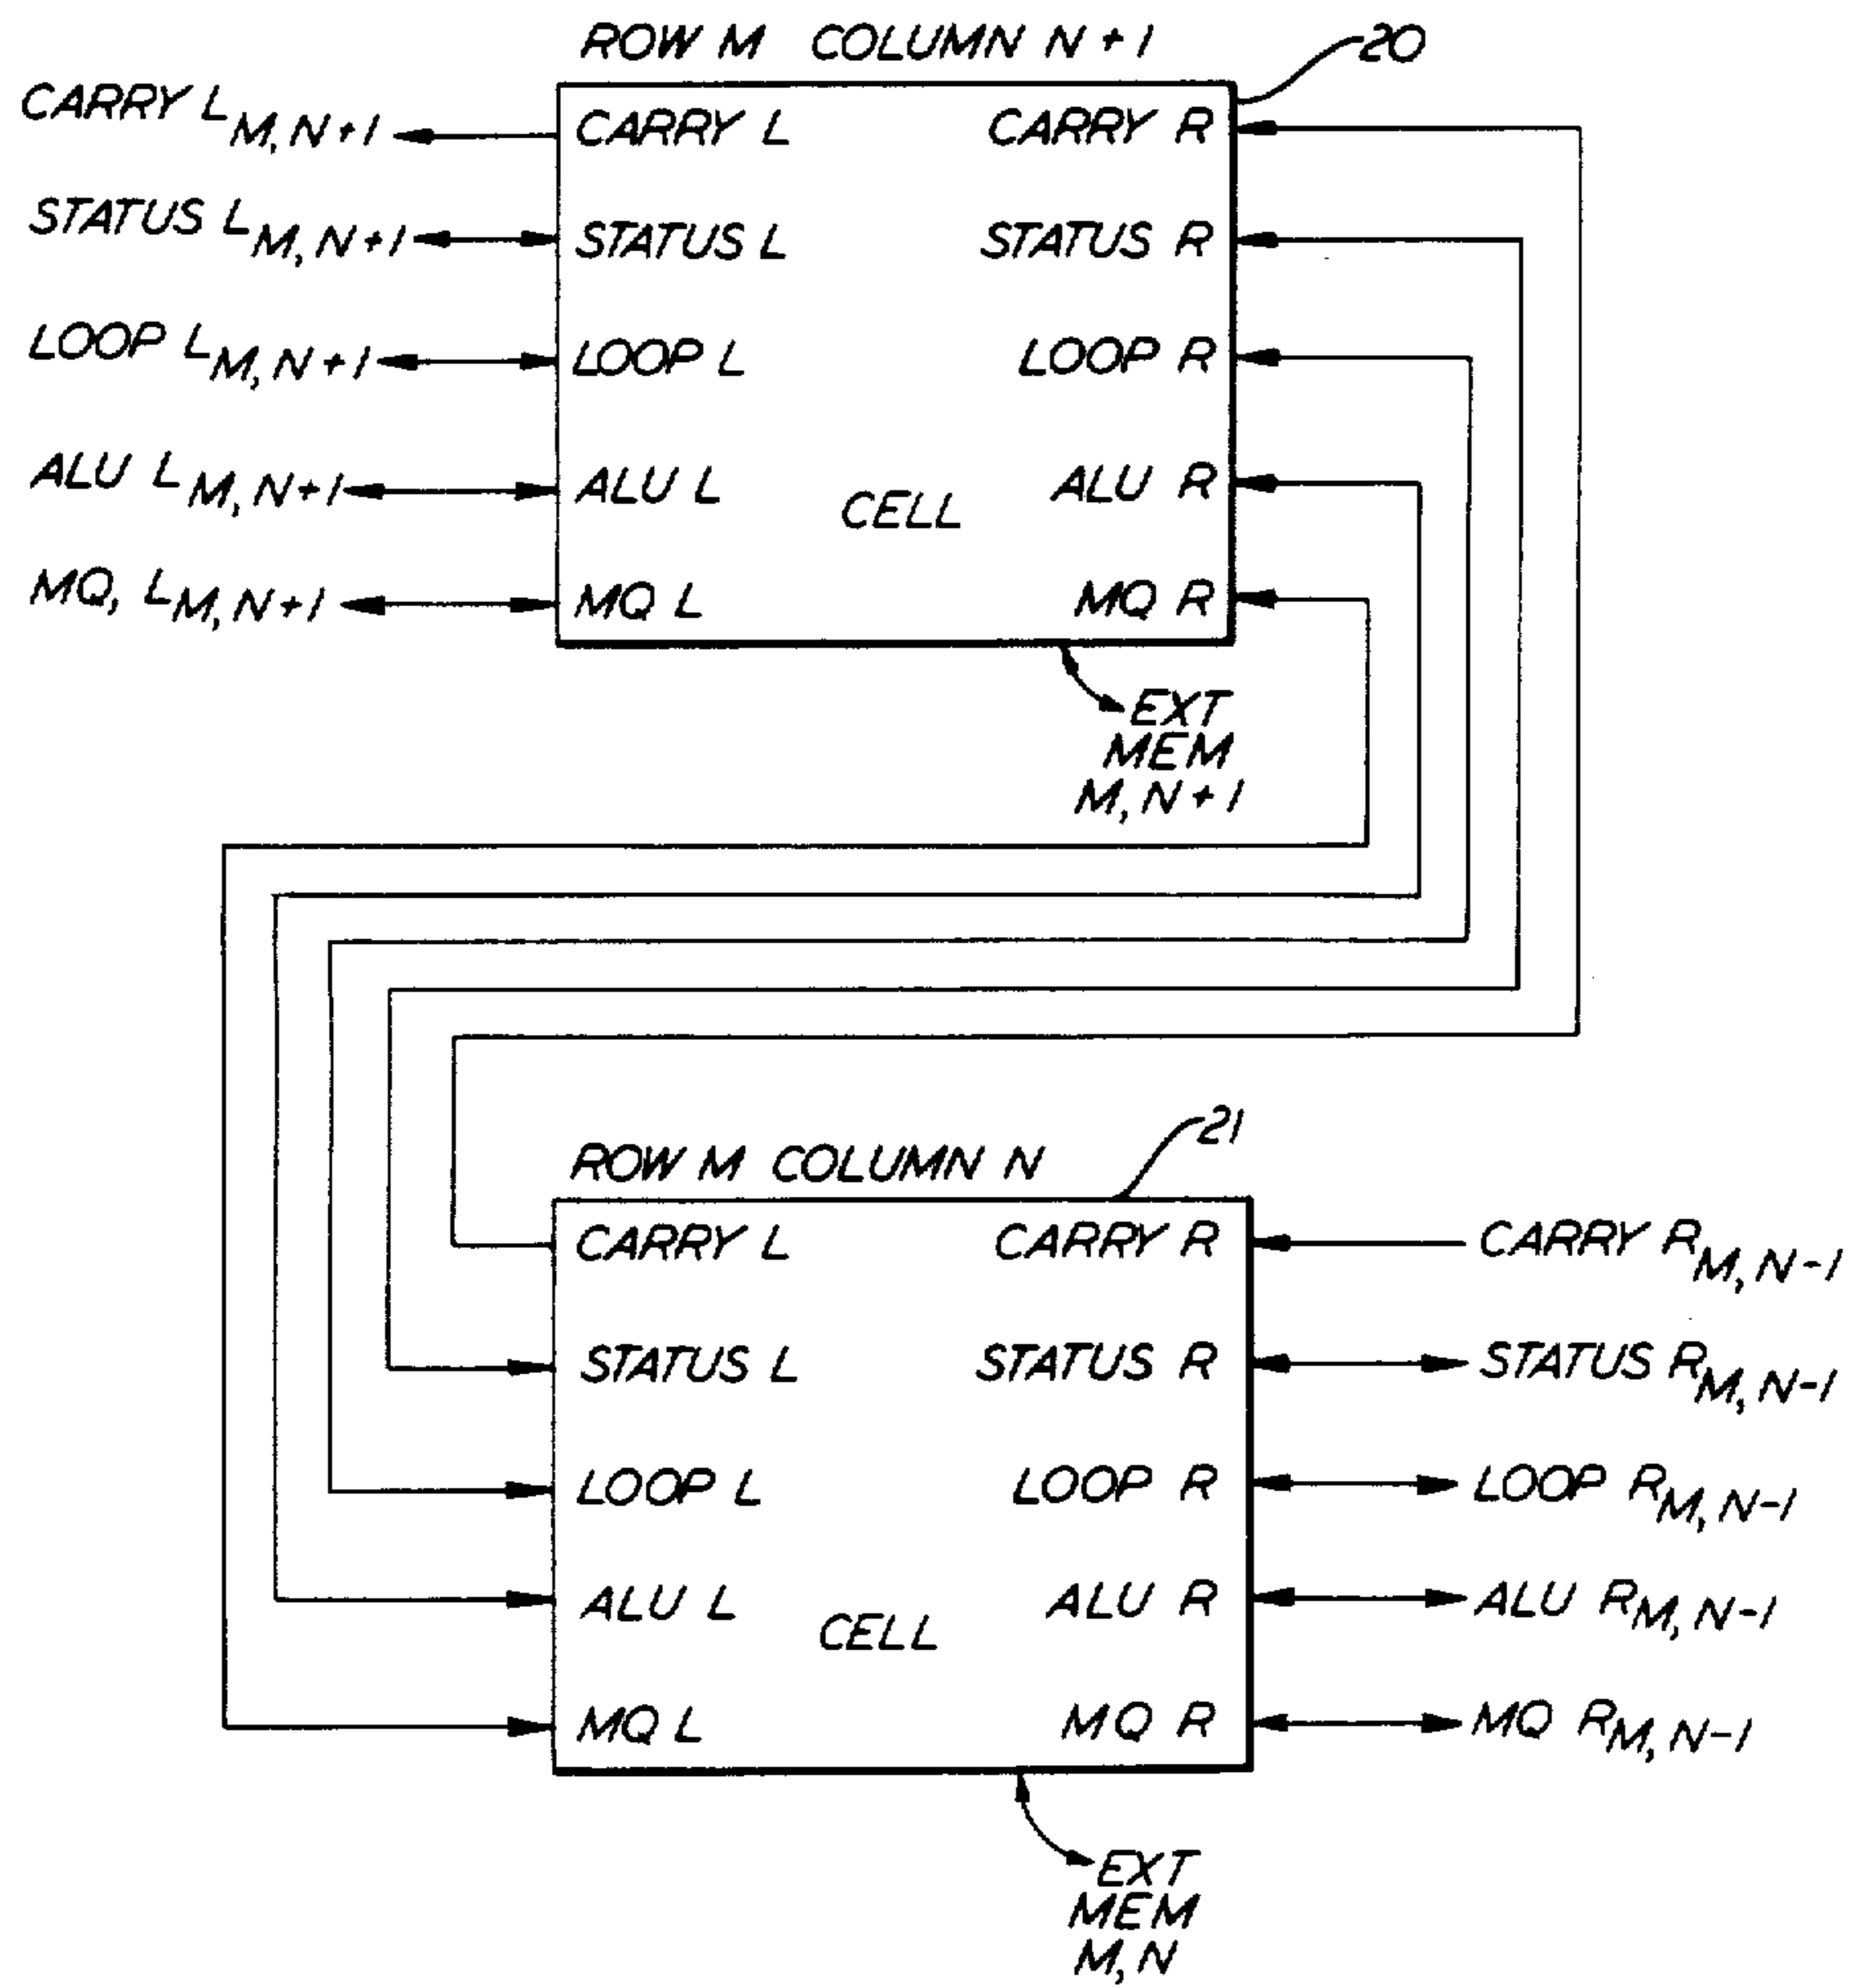 ROW M COLUMN N+1
20
CARRY L M,N+1
CARRY L
CARRY R
STATUS L M,N+1
STATUS L
STATUS R
LOOP L M,N+1
LOOP L
LOOP R
ALU L M,N+1
ALU L
ALU R
CELL
MQ, L M,N+1
MQ L
MQ R
EXT
MEM
M,N+1
21
ROW M COLUMN N
CARRY L
CARRY R
CARRY R M,N-1
STATUS L
STATUS R
STATUS R M,N-1
LOOP L
LOOP R
LOOP R M,N-1
ALU L
ALU R
ALU R M,N-1
CELL
MQ L
MQ R
MQ R M,N-1
EXT
MEM
M,N